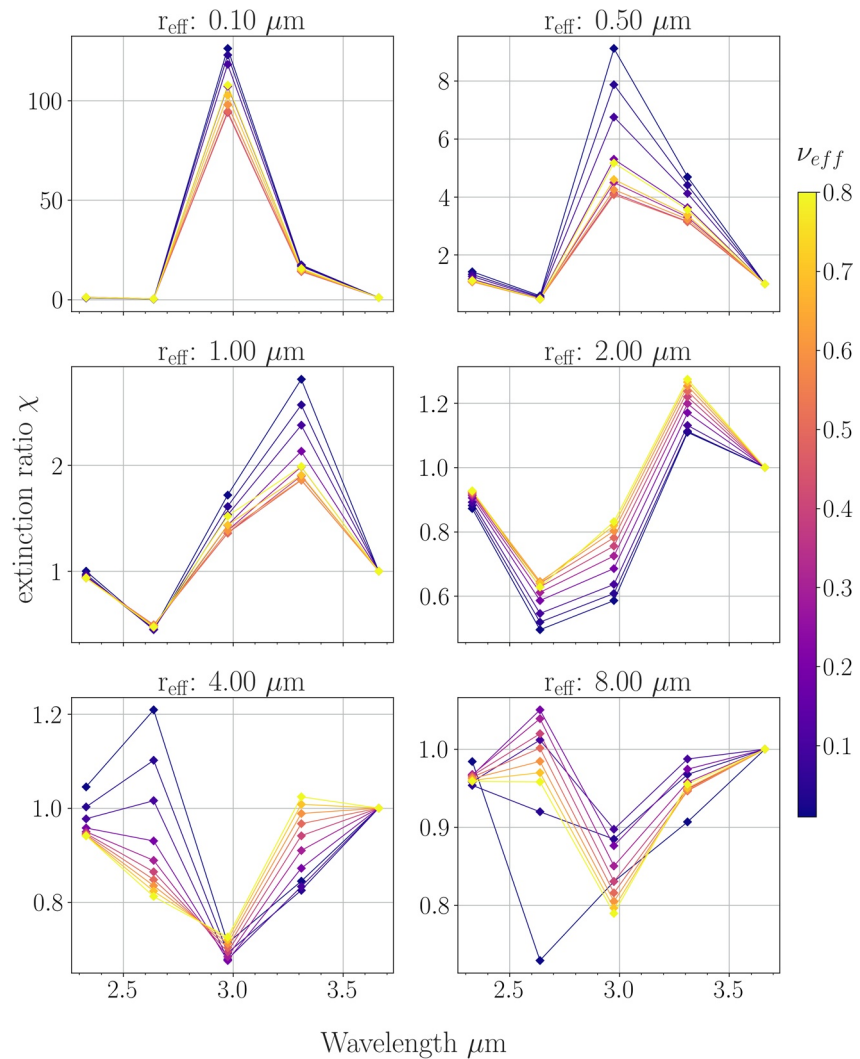 r_eff: 0.10 μm
r_eff: 0.50 μm
100
50
0
8
6
4
2
ν_eff
0.8
0.7
0.6
0.5
0.4
0.3
0.2
0.1
r_eff: 1.00 μm
r_eff: 2.00 μm
extinction ratio χ
2
1
1.2
1.0
0.8
0.6
r_eff: 4.00 μm
r_eff: 8.00 μm
1.2
1.0
0.8
1.0
0.9
0.8
2.5 3.0 3.5
2.5 3.0 3.5
Wavelength μm